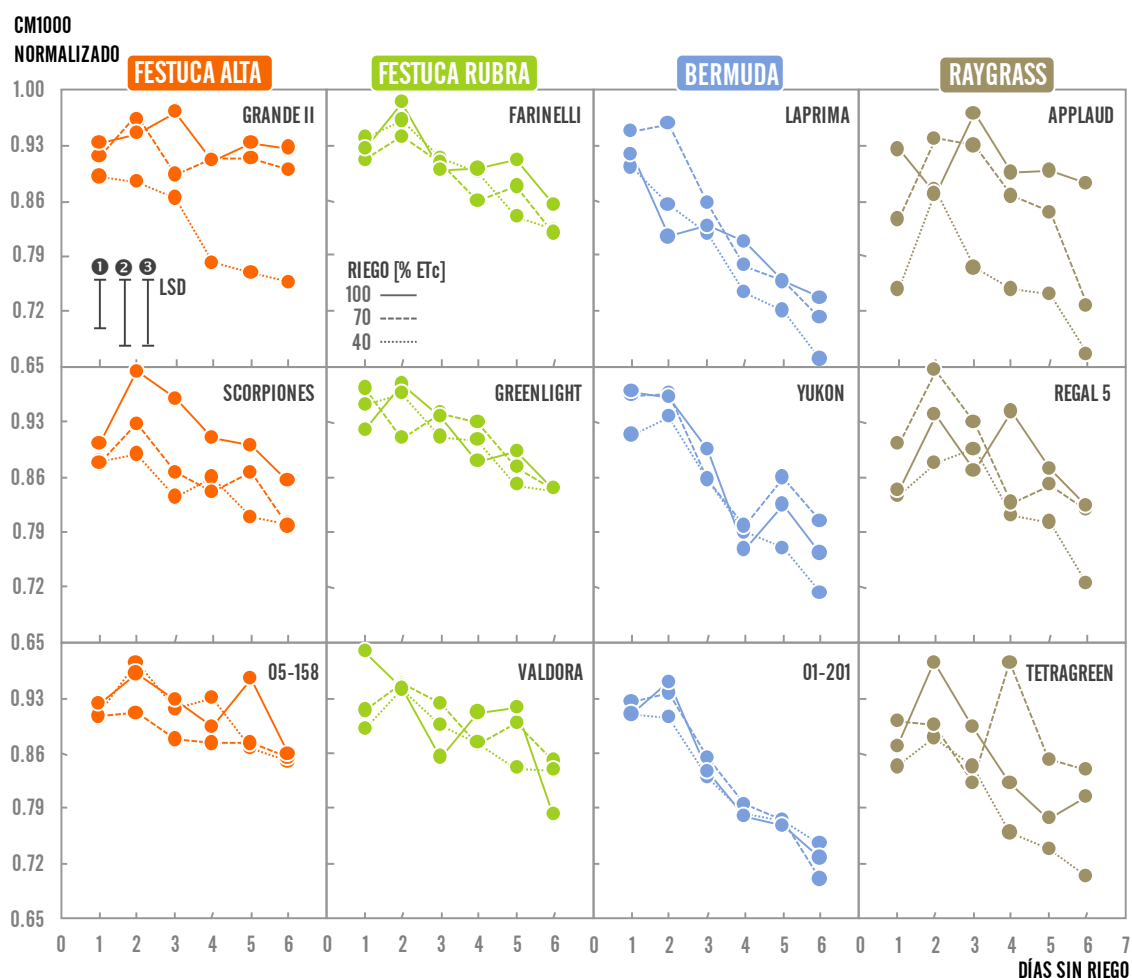 CM1000
NORMALIZADO
FESTUCA ALTA
FESTUCA RUBRA
BERMUDA
RAYGRASS
1.00
0.93
0.86
0.79
0.72
0.65
GRANDE II
FARINELLI
LAPRIMA
APPLAUD
1 2 3
LSD
RIEGO [% ETc]
100
70
40
0.93
0.86
0.79
0.72
0.65
SCORPIONES
GREENLIGHT
YUKON
REGAL 5
0.93
0.86
0.79
0.72
0.65
05-158
VALDORA
01-201
TETRAGREEN
0 1 2 3 4 5 6 0 1 2 3 4 5 6 0 1 2 3 4 5 6 0 1 2 3 4 5 6 7
DÍAS SIN RIEGO